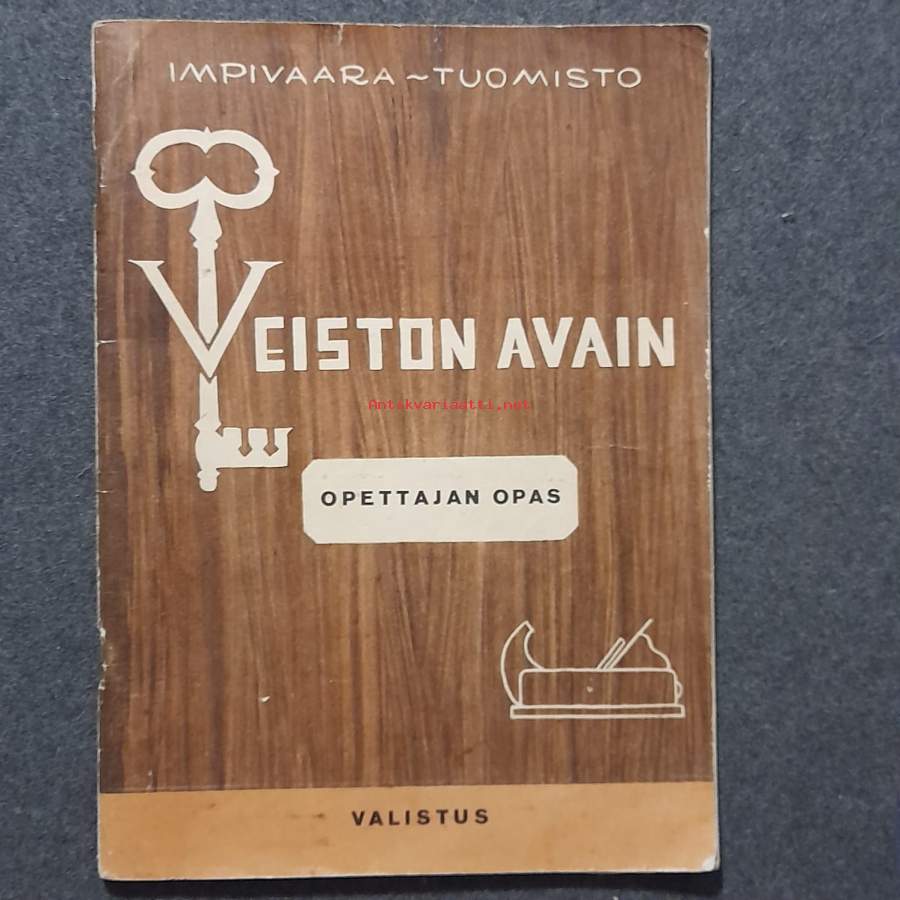 IMPIVAARA ~ TUOMISTO
VEISTON AVAIN
Antikvariaatti.net
OPETTAJAN OPAS
VALISTUS